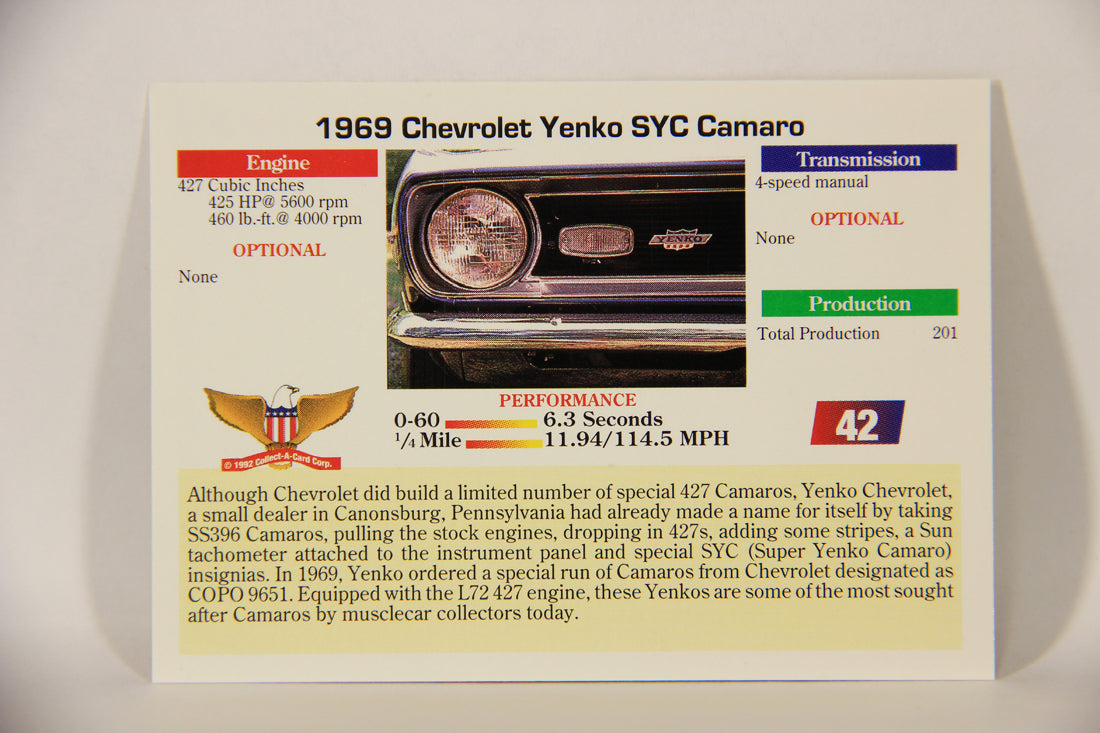 1969 Chevrolet Yenko SYC Camaro
Engine
427 Cubic Inches
425 HP@ 5600 rpm
460 lb.-ft.@ 4000 rpm
OPTIONAL
None
YENKO
Transmission
4-speed manual
OPTIONAL
None
Production
Total Production 201
PERFORMANCE
0-60 6.3 Seconds
1/4 Mile 11.94/114.5 MPH
42
© 1992 Collect-A-Card Corp.
Although Chevrolet did build a limited number of special 427 Camaros, Yenko Chevrolet,
a small dealer in Canonsburg, Pennsylvania had already made a name for itself by taking
SS396 Camaros, pulling the stock engines, dropping in 427s, adding some stripes, a Sun
tachometer attached to the instrument panel and special SYC (Super Yenko Camaro)
insignias. In 1969, Yenko ordered a special run of Camaros from Chevrolet designated as
COPO 9651. Equipped with the L72 427 engine, these Yenkos are some of the most sought
after Camaros by musclecar collectors today.